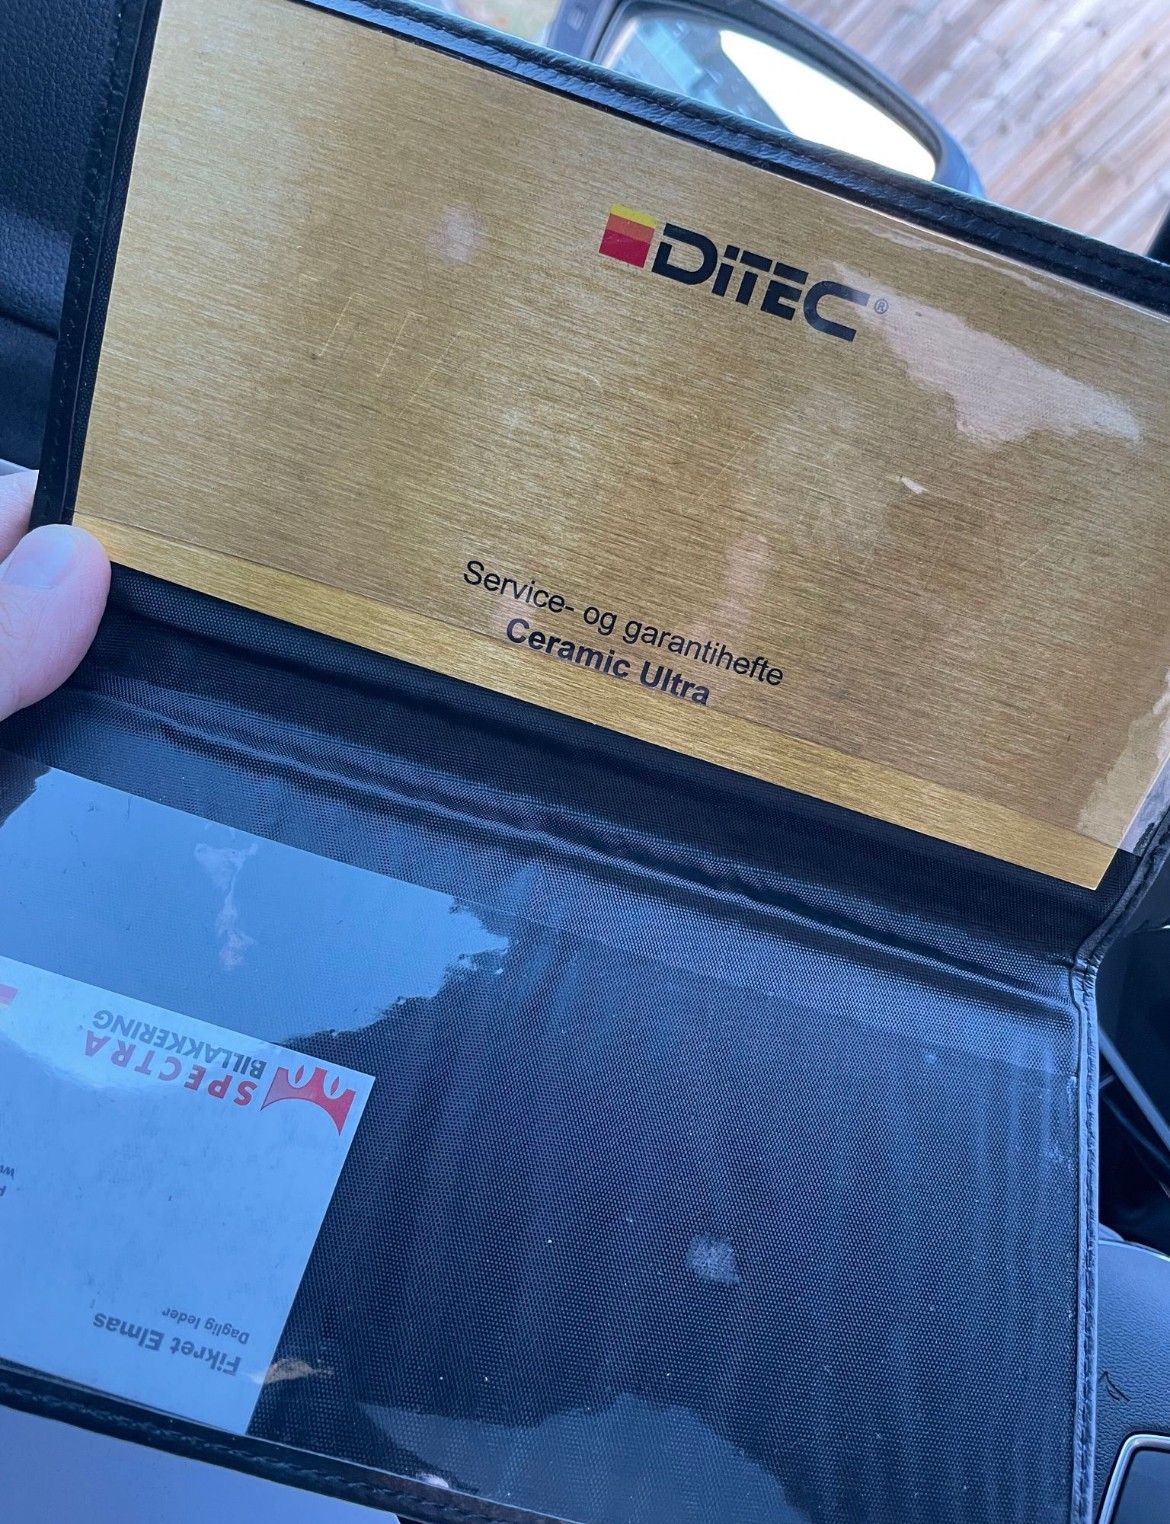 DiTEC®
Service- og garantihefte
Ceramic Ultra
SPECTRA
BILLAKKERING
Fikret Elmas
Daglig leder